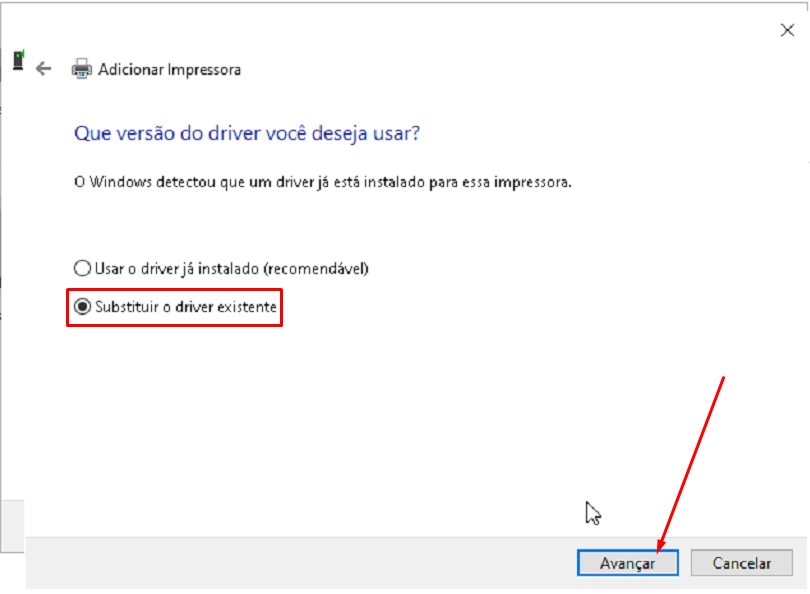 Adicionar Impressora
Que versão do driver você deseja usar?
O Windows detectou que um driver já está instalado para essa impressora.
Usar o driver já instalado (recomendável)
Substituir o driver existente
Avançar
Cancelar